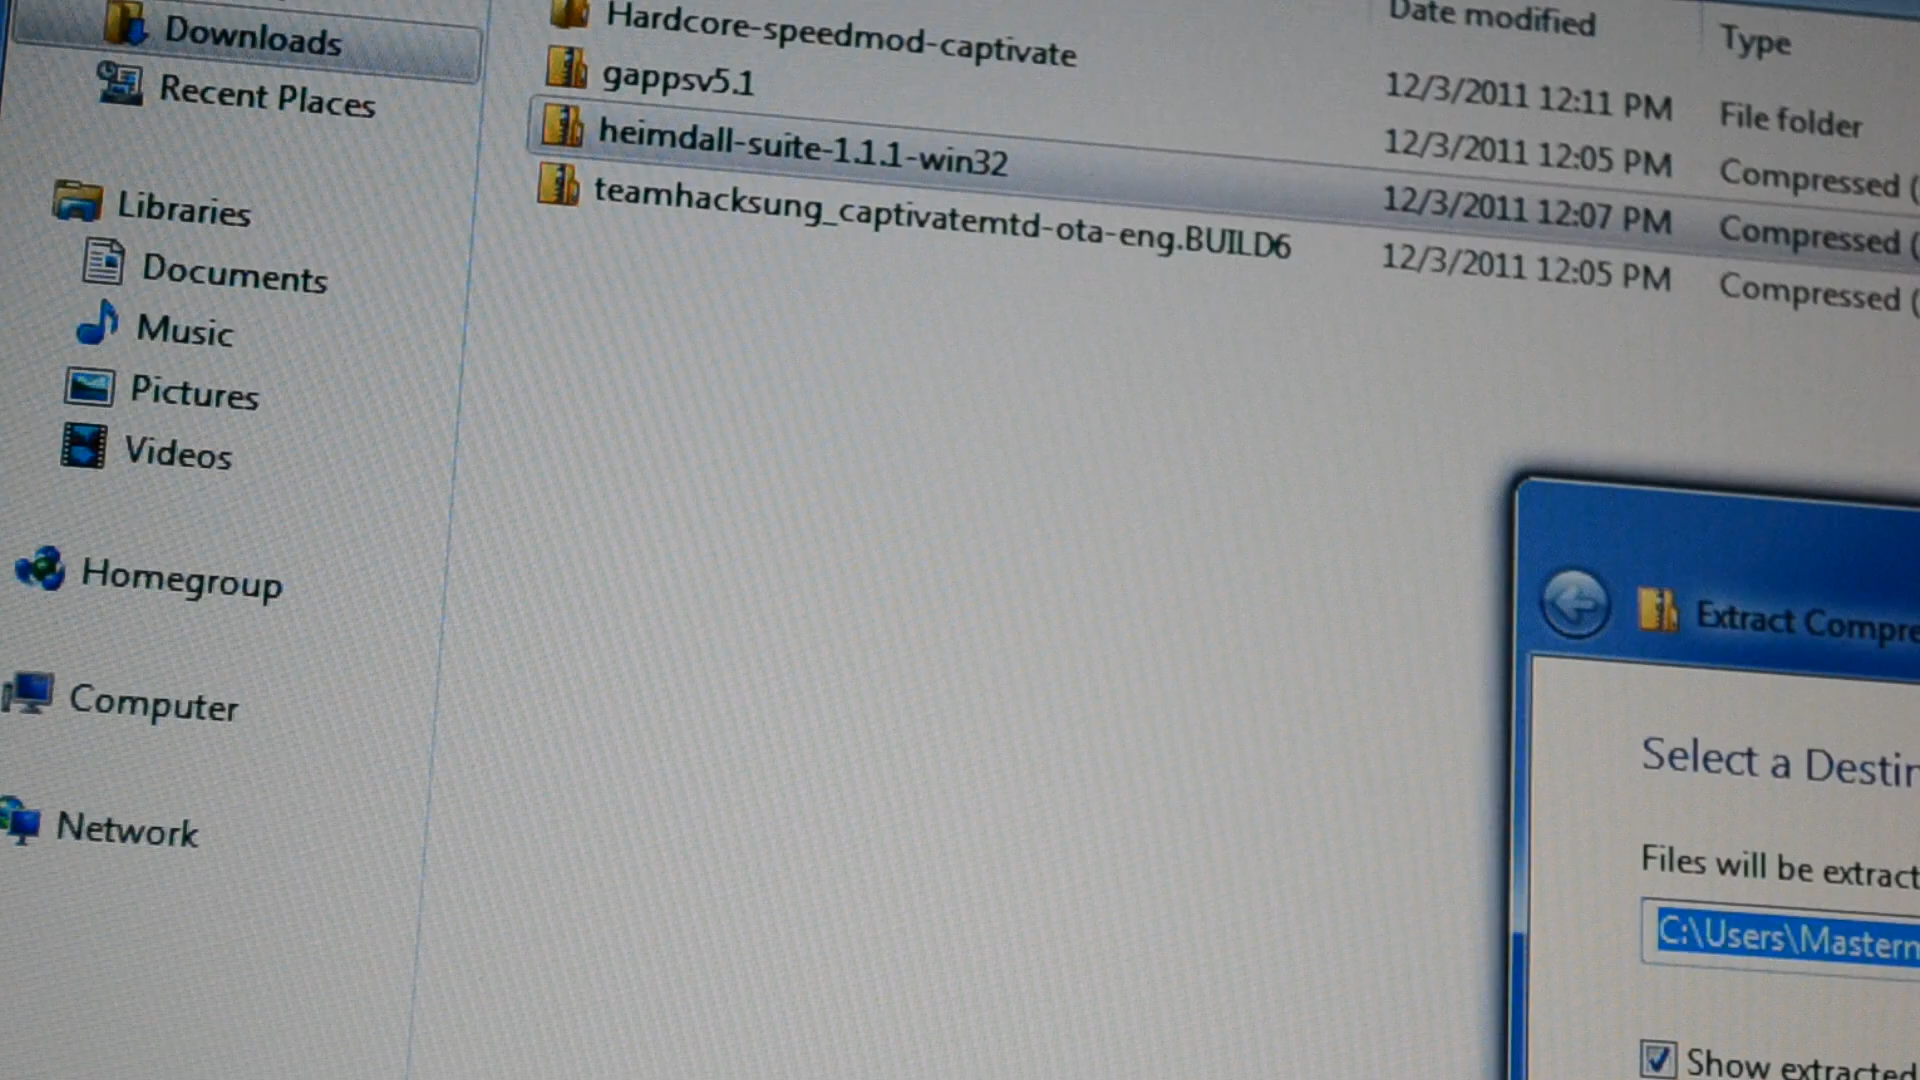 Date modified
Type
Downloads
Hardcore-speedmod-captivate
12/3/2011 12:11 PM
File folder
Recent Places
gappsv5.1
12/3/2011 12:05 PM
Compressed (
heimdall-suite-1.1.1-win32
12/3/2011 12:07 PM
Compressed (
Libraries
teamhacksung_captivatemtd-ota-eng.BUILD6
12/3/2011 12:05 PM
Compressed (
Documents
Music
Pictures
Videos
Homegroup
Computer
Network
Extract Compre
Select a Destin
Files will be extract
C:\Users\Masterm
Show extracted